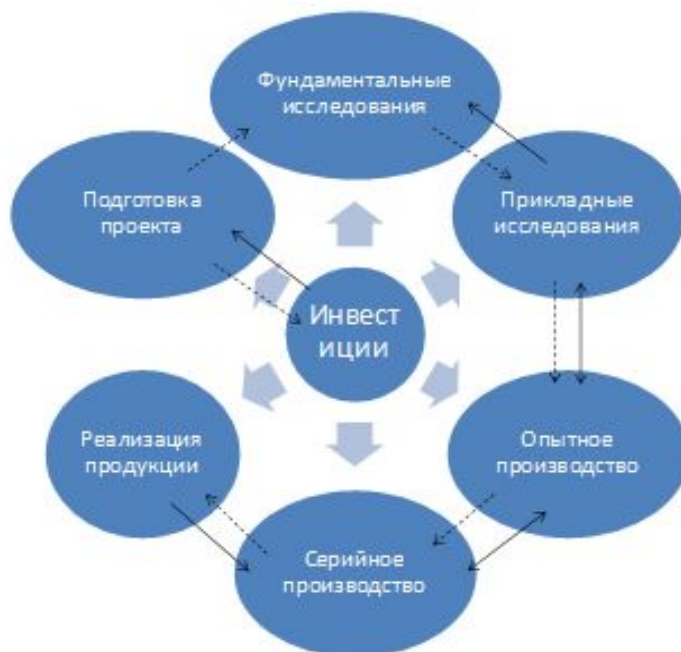 Фундаментальные
исследования
Подготовка
проекта
Прикладные
исследования
Инвест
иции
Реализация
продукции
Опытное
производство
Серийное
производство